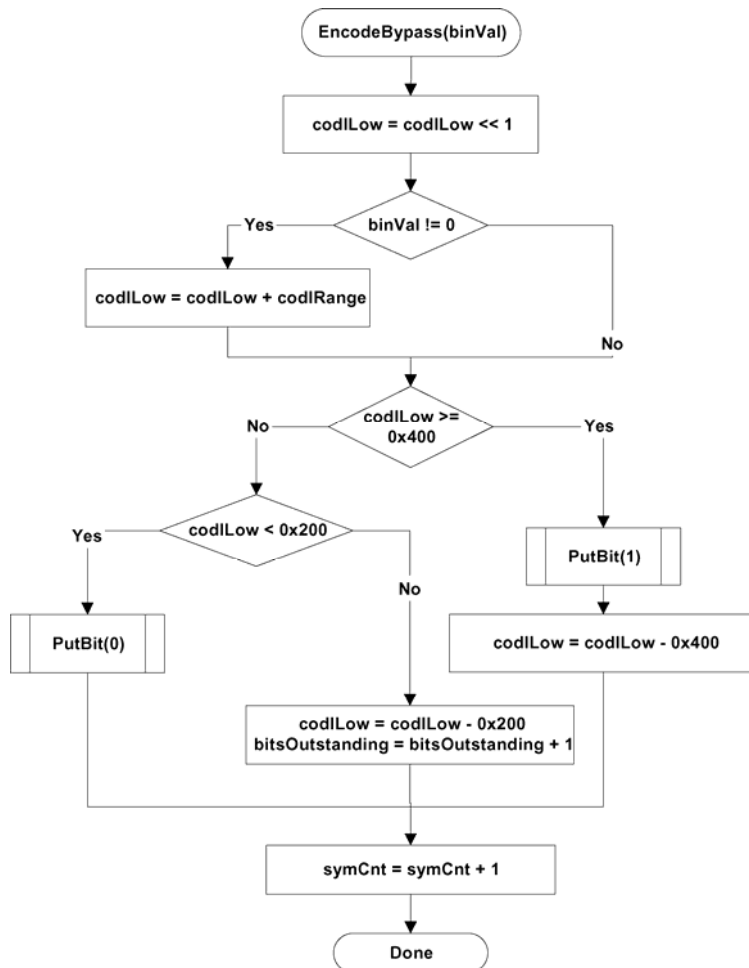 EncodeBypass(binVal)
codILow = codILow << 1
binVal != 0
Yes
codILow = codILow + codIRange
No
codILow >=
0x400
No
Yes
codILow < 0x200
Yes
PutBit(1)
No
PutBit(0)
codILow = codILow - 0x400
codILow = codILow - 0x200
bitsOutstanding = bitsOutstanding + 1
symCnt = symCnt + 1
Done